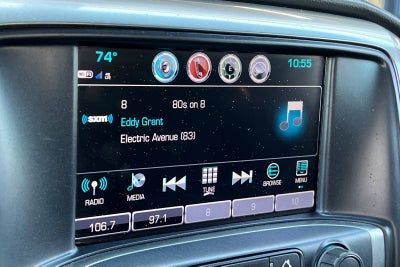 74° 10:55
WiFi
8 80s on 8
((sxm))
Eddy Grant
Electric Avenue (83)
RADIO MEDIA TUNE BROWSE MENU
106.7 97.1 8 9 10